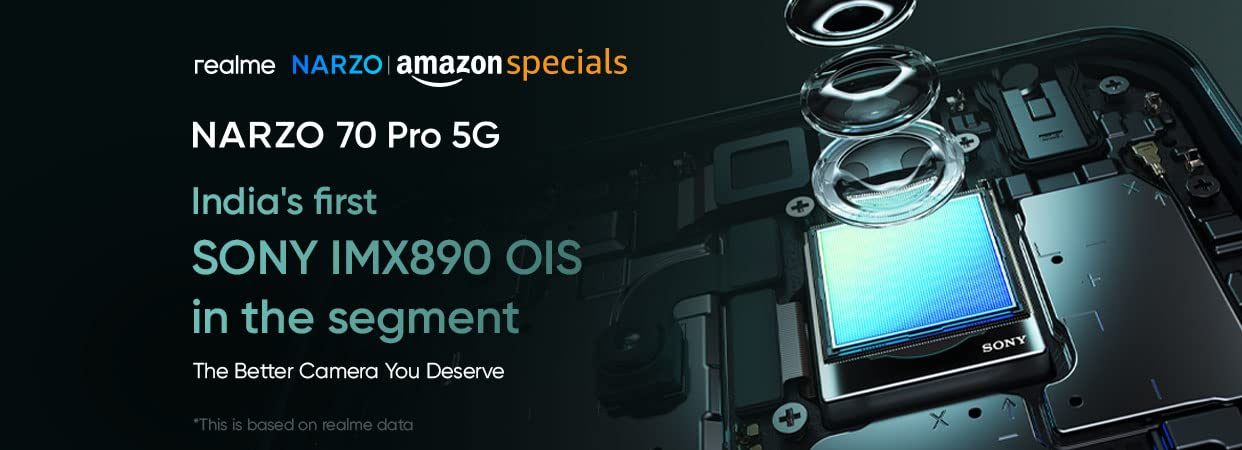 realme NARZO | amazon specials
NARZO 70 Pro 5G
India's first
SONY IMX890 OIS
in the segment
The Better Camera You Deserve
*This is based on realme data
SONY